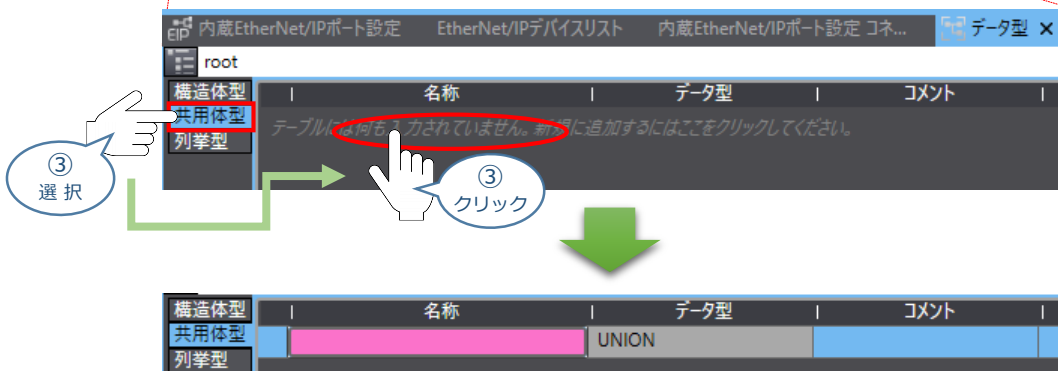 EIP 内蔵EtherNet/IPポート設定 EtherNet/IPデバイスリスト 内蔵EtherNet/IPポート設定 コネ... データ型 ×
root
構造体型 名称 データ型 コメント
共用体型 テーブルには何も入力されていません。新規に追加するにはここをクリックしてください。
列挙型
③
選 択
③
クリック
構造体型 名称 データ型 コメント
共用体型 UNION
列挙型